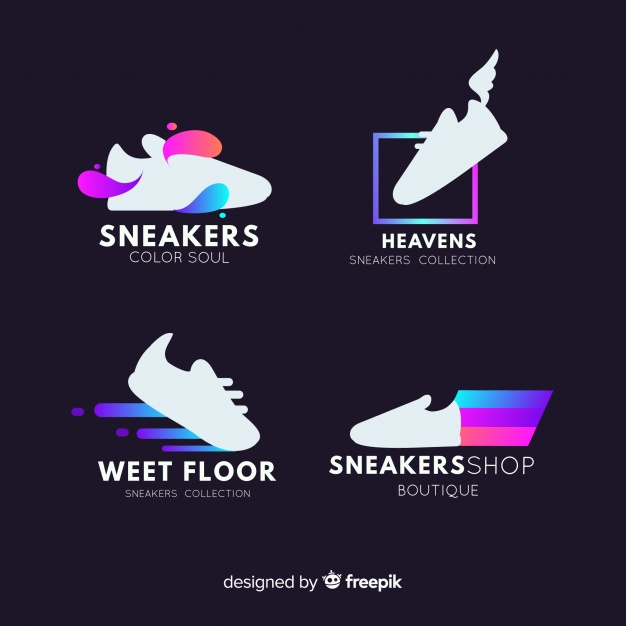 SNEAKERS
COLOR SOUL
HEAVENS
SNEAKERS COLLECTION
WEET FLOOR
SNEAKERS COLLECTION
SNEAKERSSHOP
BOUTIQUE
designed by freepik